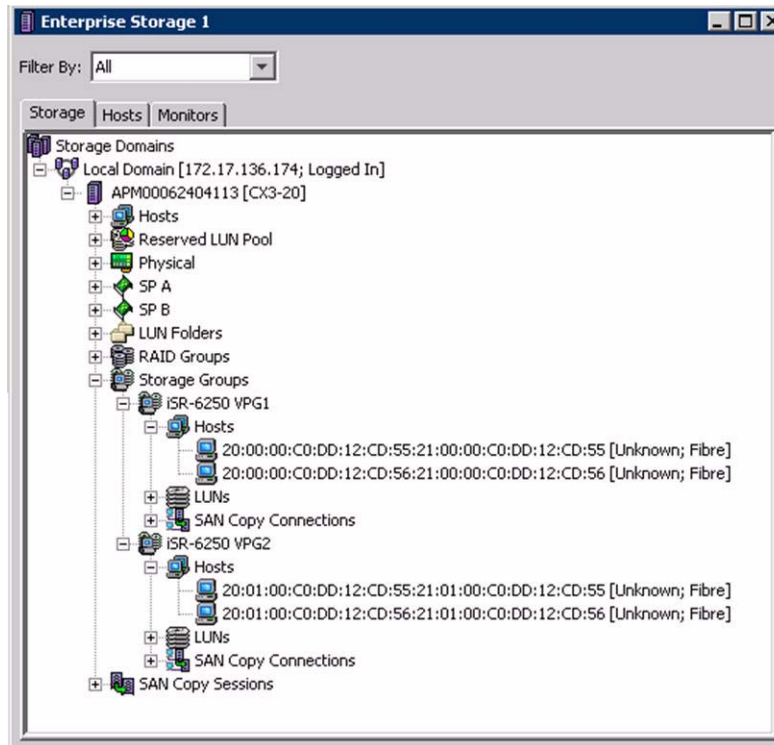 Enterprise Storage 1
Filter By: All
Storage Hosts Monitors
Storage Domains
Local Domain [172.17.136.174; Logged In]
APM00062404113 [CX3-20]
Hosts
Reserved LUN Pool
Physical
SP A
SP B
LUN Folders
RAID Groups
Storage Groups
iSR-6250 VPG1
Hosts
20:00:00:C0:DD:12:CD:55:21:00:00:C0:DD:12:CD:55 [Unknown; Fibre]
20:00:00:C0:DD:12:CD:56:21:00:00:C0:DD:12:CD:56 [Unknown; Fibre]
LUNs
SAN Copy Connections
iSR-6250 VPG2
Hosts
20:01:00:C0:DD:12:CD:55:21:01:00:C0:DD:12:CD:55 [Unknown; Fibre]
20:01:00:C0:DD:12:CD:56:21:01:00:C0:DD:12:CD:56 [Unknown; Fibre]
LUNs
SAN Copy Connections
SAN Copy Sessions